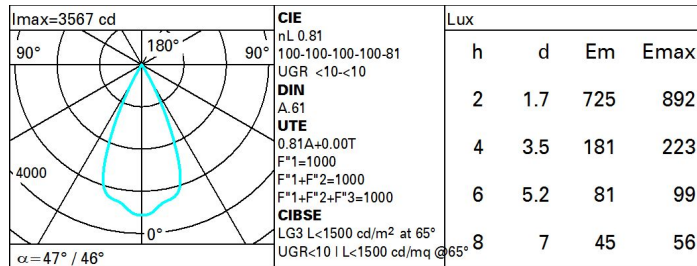 Imax=3567 cd
90° 180° 90°
4000
0°
α=47° / 46°
CIE
nL 0.81
100-100-100-100-81
UGR <10-<10
DIN
A.61
UTE
0.81A+0.00T
F"1=1000
F"1+F"2=1000
F"1+F"2+F"3=1000
CIBSE
LG3 L<1500 cd/m² at 65°
UGR<10 | L<1500 cd/mq @65°
Lux
h d Em Emax
2 1.7 725 892
4 3.5 181 223
6 5.2 81 99
8 7 45 56